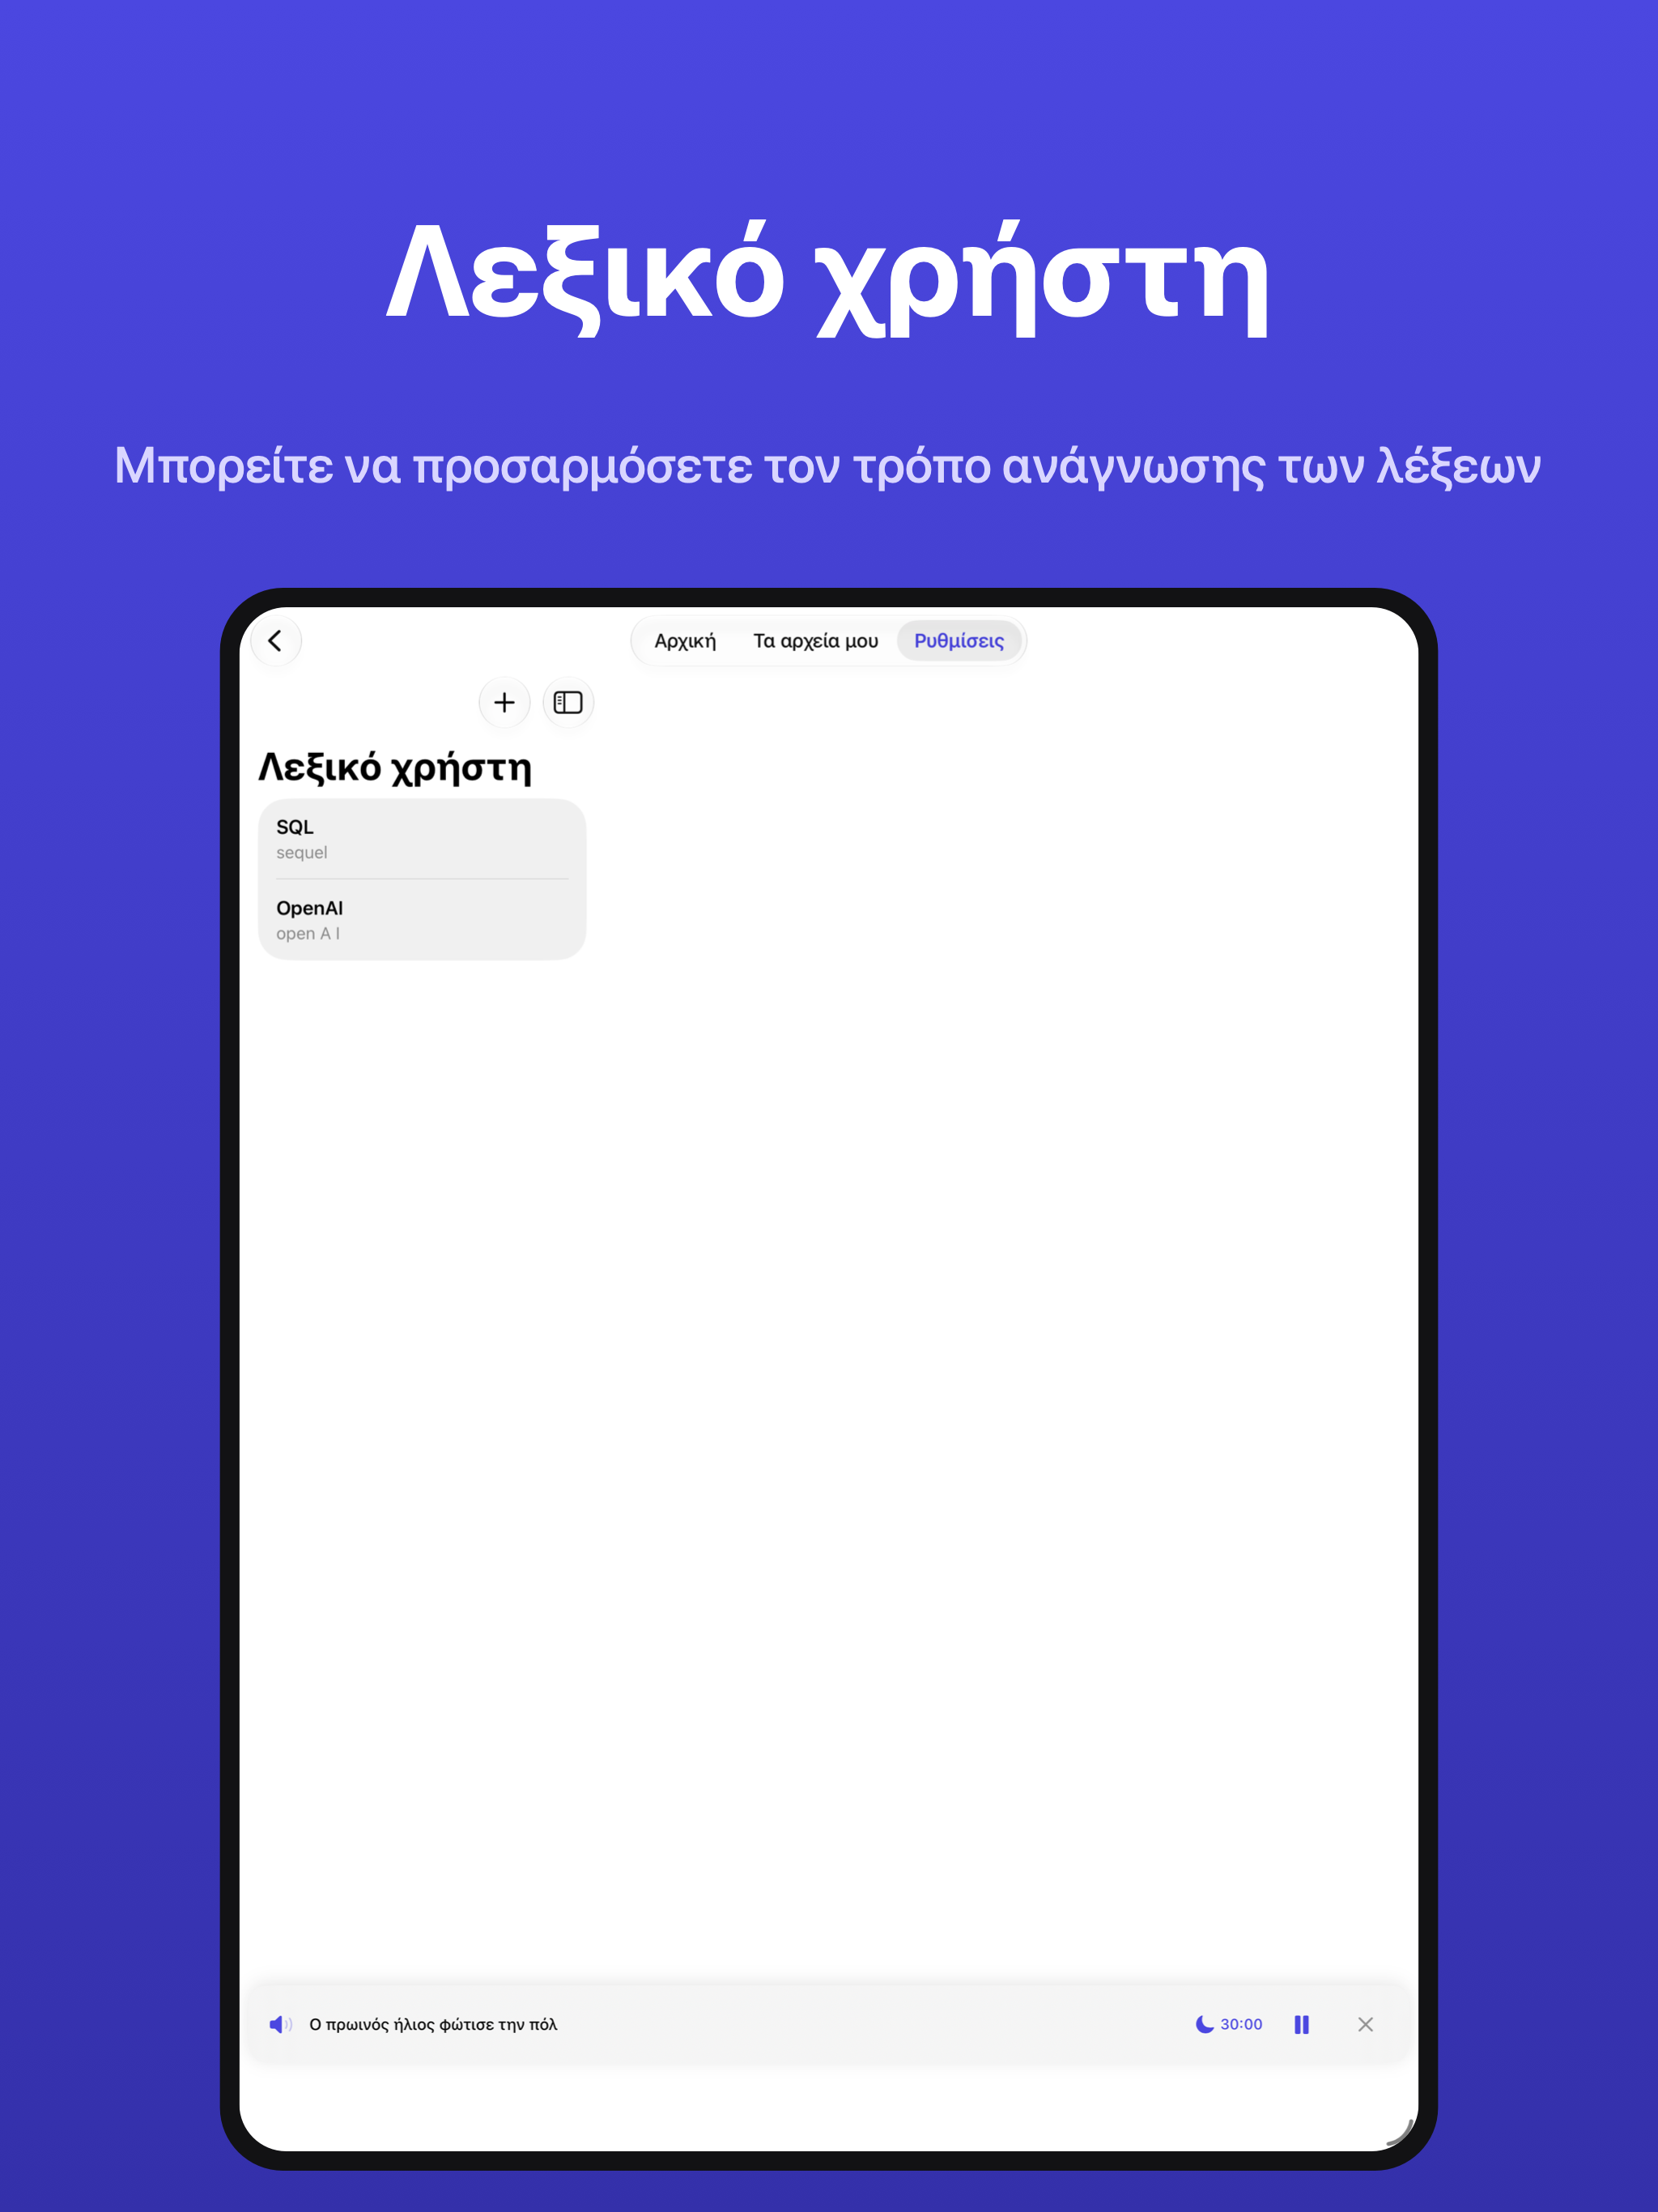 Λεξικό χρήστη
Μπορείτε να προσαρμόσετε τον τρόπο ανάγνωσης των λέξεων
Αρχική Τα αρχεία μου Ρυθμίσεις
Λεξικό χρήστη
SQL
sequel
OpenAI
open A I
Ο πρωινός ήλιος φώτισε την πόλ 30:00